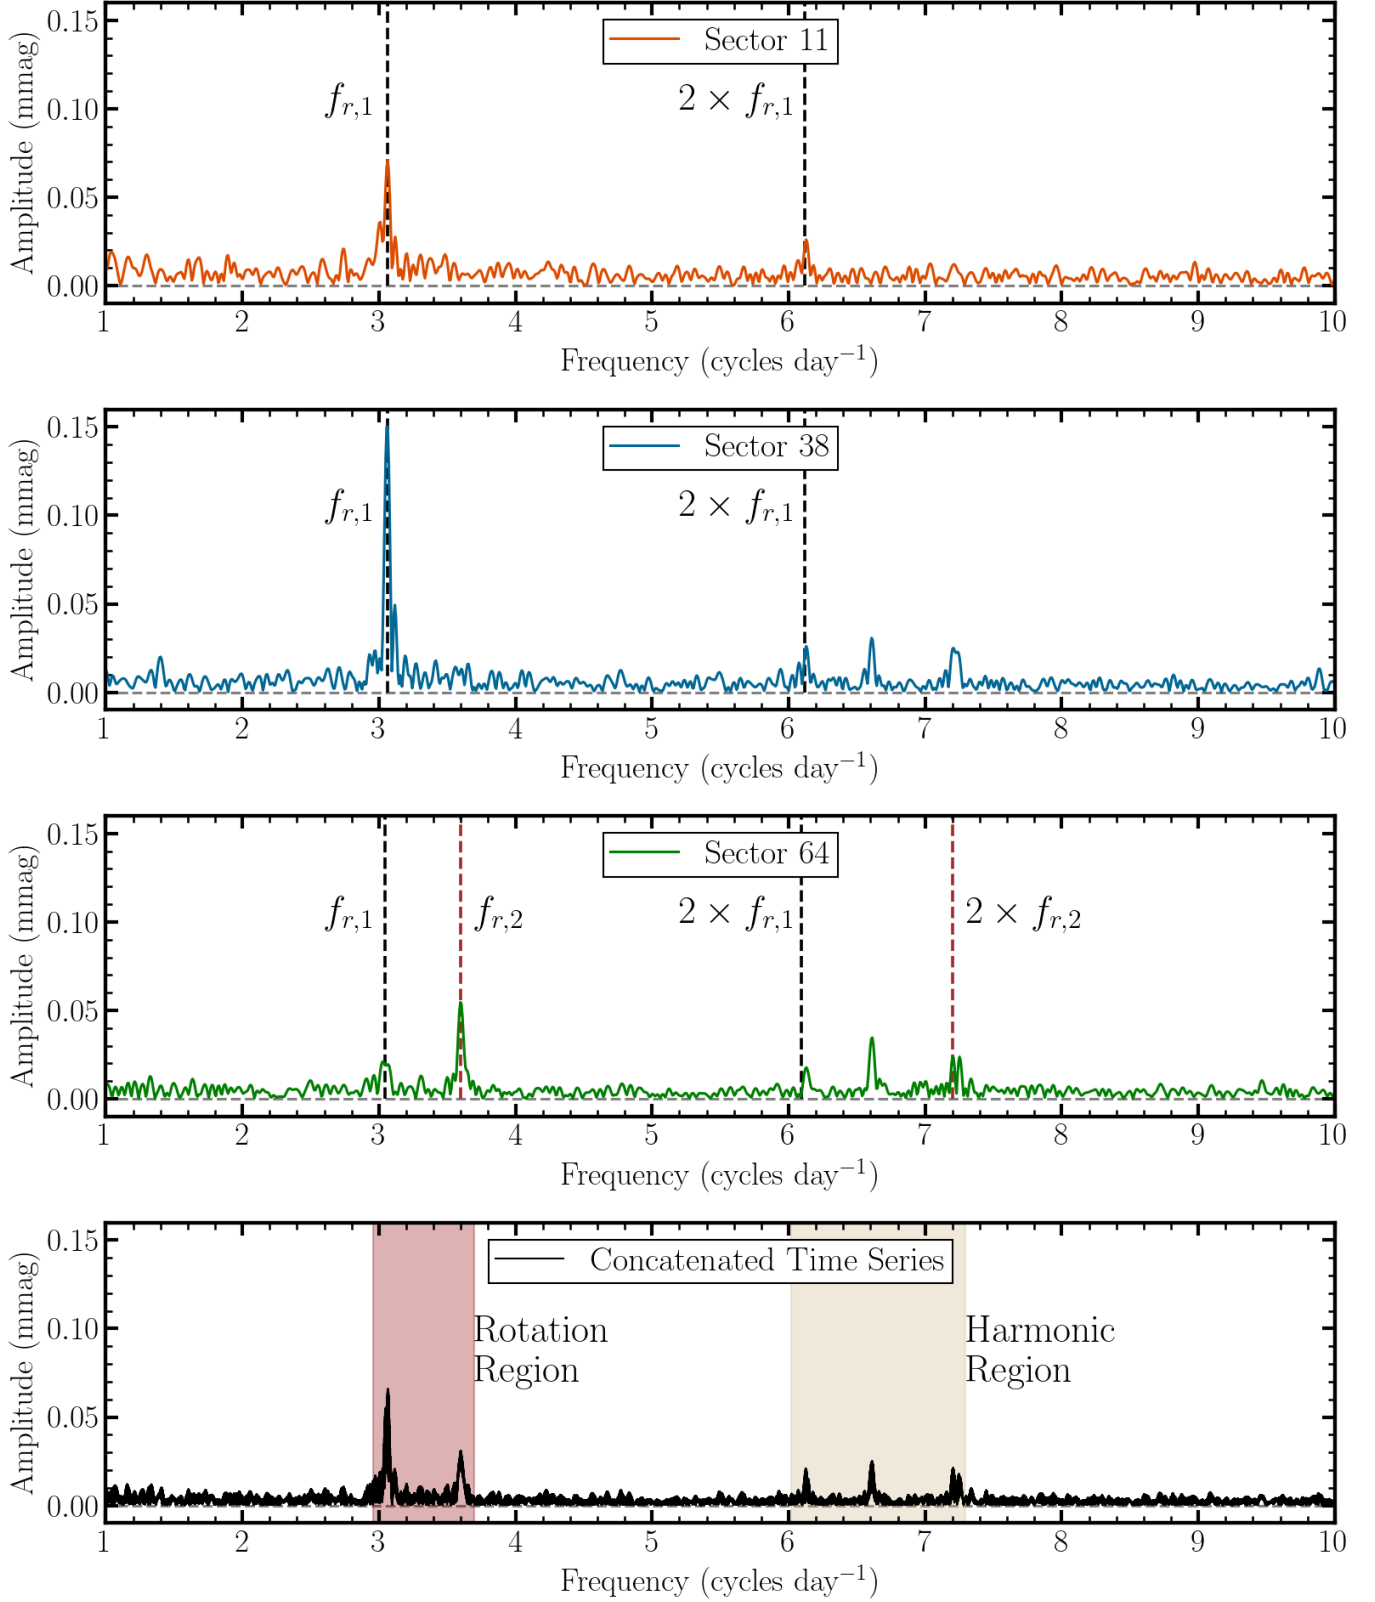 0.15
0.10
0.05
0.00
Amplitude (mmag)
Sector 11
f_{r,1}
2 × f_{r,1}
1 2 3 4 5 6 7 8 9 10
Frequency (cycles day⁻¹)
0.15
0.10
0.05
0.00
Amplitude (mmag)
Sector 38
f_{r,1}
2 × f_{r,1}
1 2 3 4 5 6 7 8 9 10
Frequency (cycles day⁻¹)
0.15
0.10
0.05
0.00
Amplitude (mmag)
Sector 64
f_{r,1}
f_{r,2}
2 × f_{r,1}
2 × f_{r,2}
1 2 3 4 5 6 7 8 9 10
Frequency (cycles day⁻¹)
0.15
0.10
0.05
0.00
Amplitude (mmag)
Concatenated Time Series
Rotation
Region
Harmonic
Region
1 2 3 4 5 6 7 8 9 10
Frequency (cycles day⁻¹)